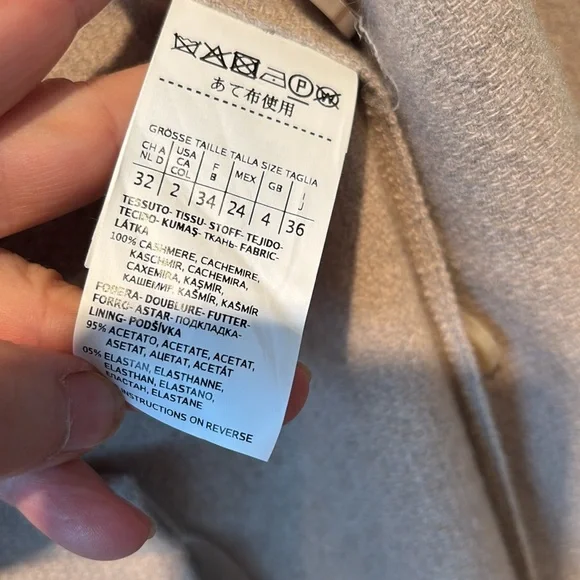 P W
あて布使用
GRÖSSE TAILLE TALLA SIZE TAGLIA
CH A NL D USA CA COL F B MEX GB I J
32 2 34 24 4 36
TESSUTO- TISSU- STOFF- TEJIDO-
TECIDO- KUMAŞ- ТКАНЬ- FABRIC-
LÁTKA
100% CASHMERE, CACHEMIRE,
KASCHMIR, CACHEMIRA,
CAXEMIRA, KAŞMİR,
КАШЕМИР, KAŠMÍR, KAŠMÍR
FODERA- DOUBLURE- FUTTER-
FORRO- ASTAR- ПОДКЛАДКА-
LINING- PODŠÍVKA
95% ACETATO, ACETATE, ACETAT,
ASETAT, АЦЕТАТ, ACETÁT
05% ELASTAN, ELASTHANNE,
ELASTHAN, ELASTANO,
ЭЛАСТАН, ELASTANE
INSTRUCTIONS ON REVERSE